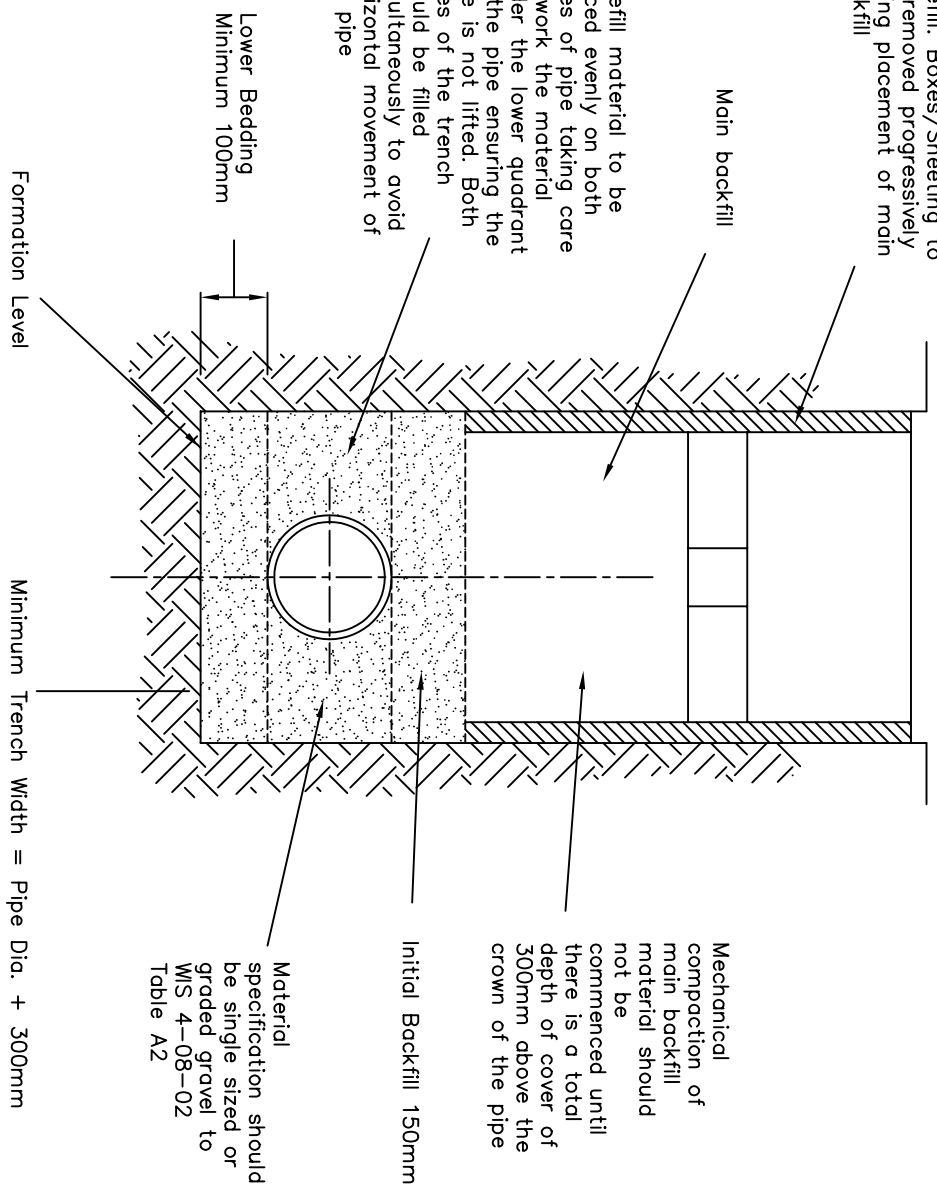 fill. Boxes/Sheeting to
removed progressively
ing placement of main
kfill
Main backfill
efill material to be
ced evenly on both
es of pipe taking care
work the material
der the lower quadrant
the pipe ensuring the
e is not lifted. Both
es of the trench
uld be filled
ultaneously to avoid
izontal movement of
pipe
Lower Bedding
Minimum 100mm
Formation Level
Mechanical
compaction of
main backfill
material should
not be
commenced until
there is a total
depth of cover of
300mm above the
crown of the pipe
Initial Backfill 150mm
Material
specification should
be single sized or
graded gravel to
WIS 4-08-02
Table A2
Minimum Trench Width = Pipe Dia. + 300mm